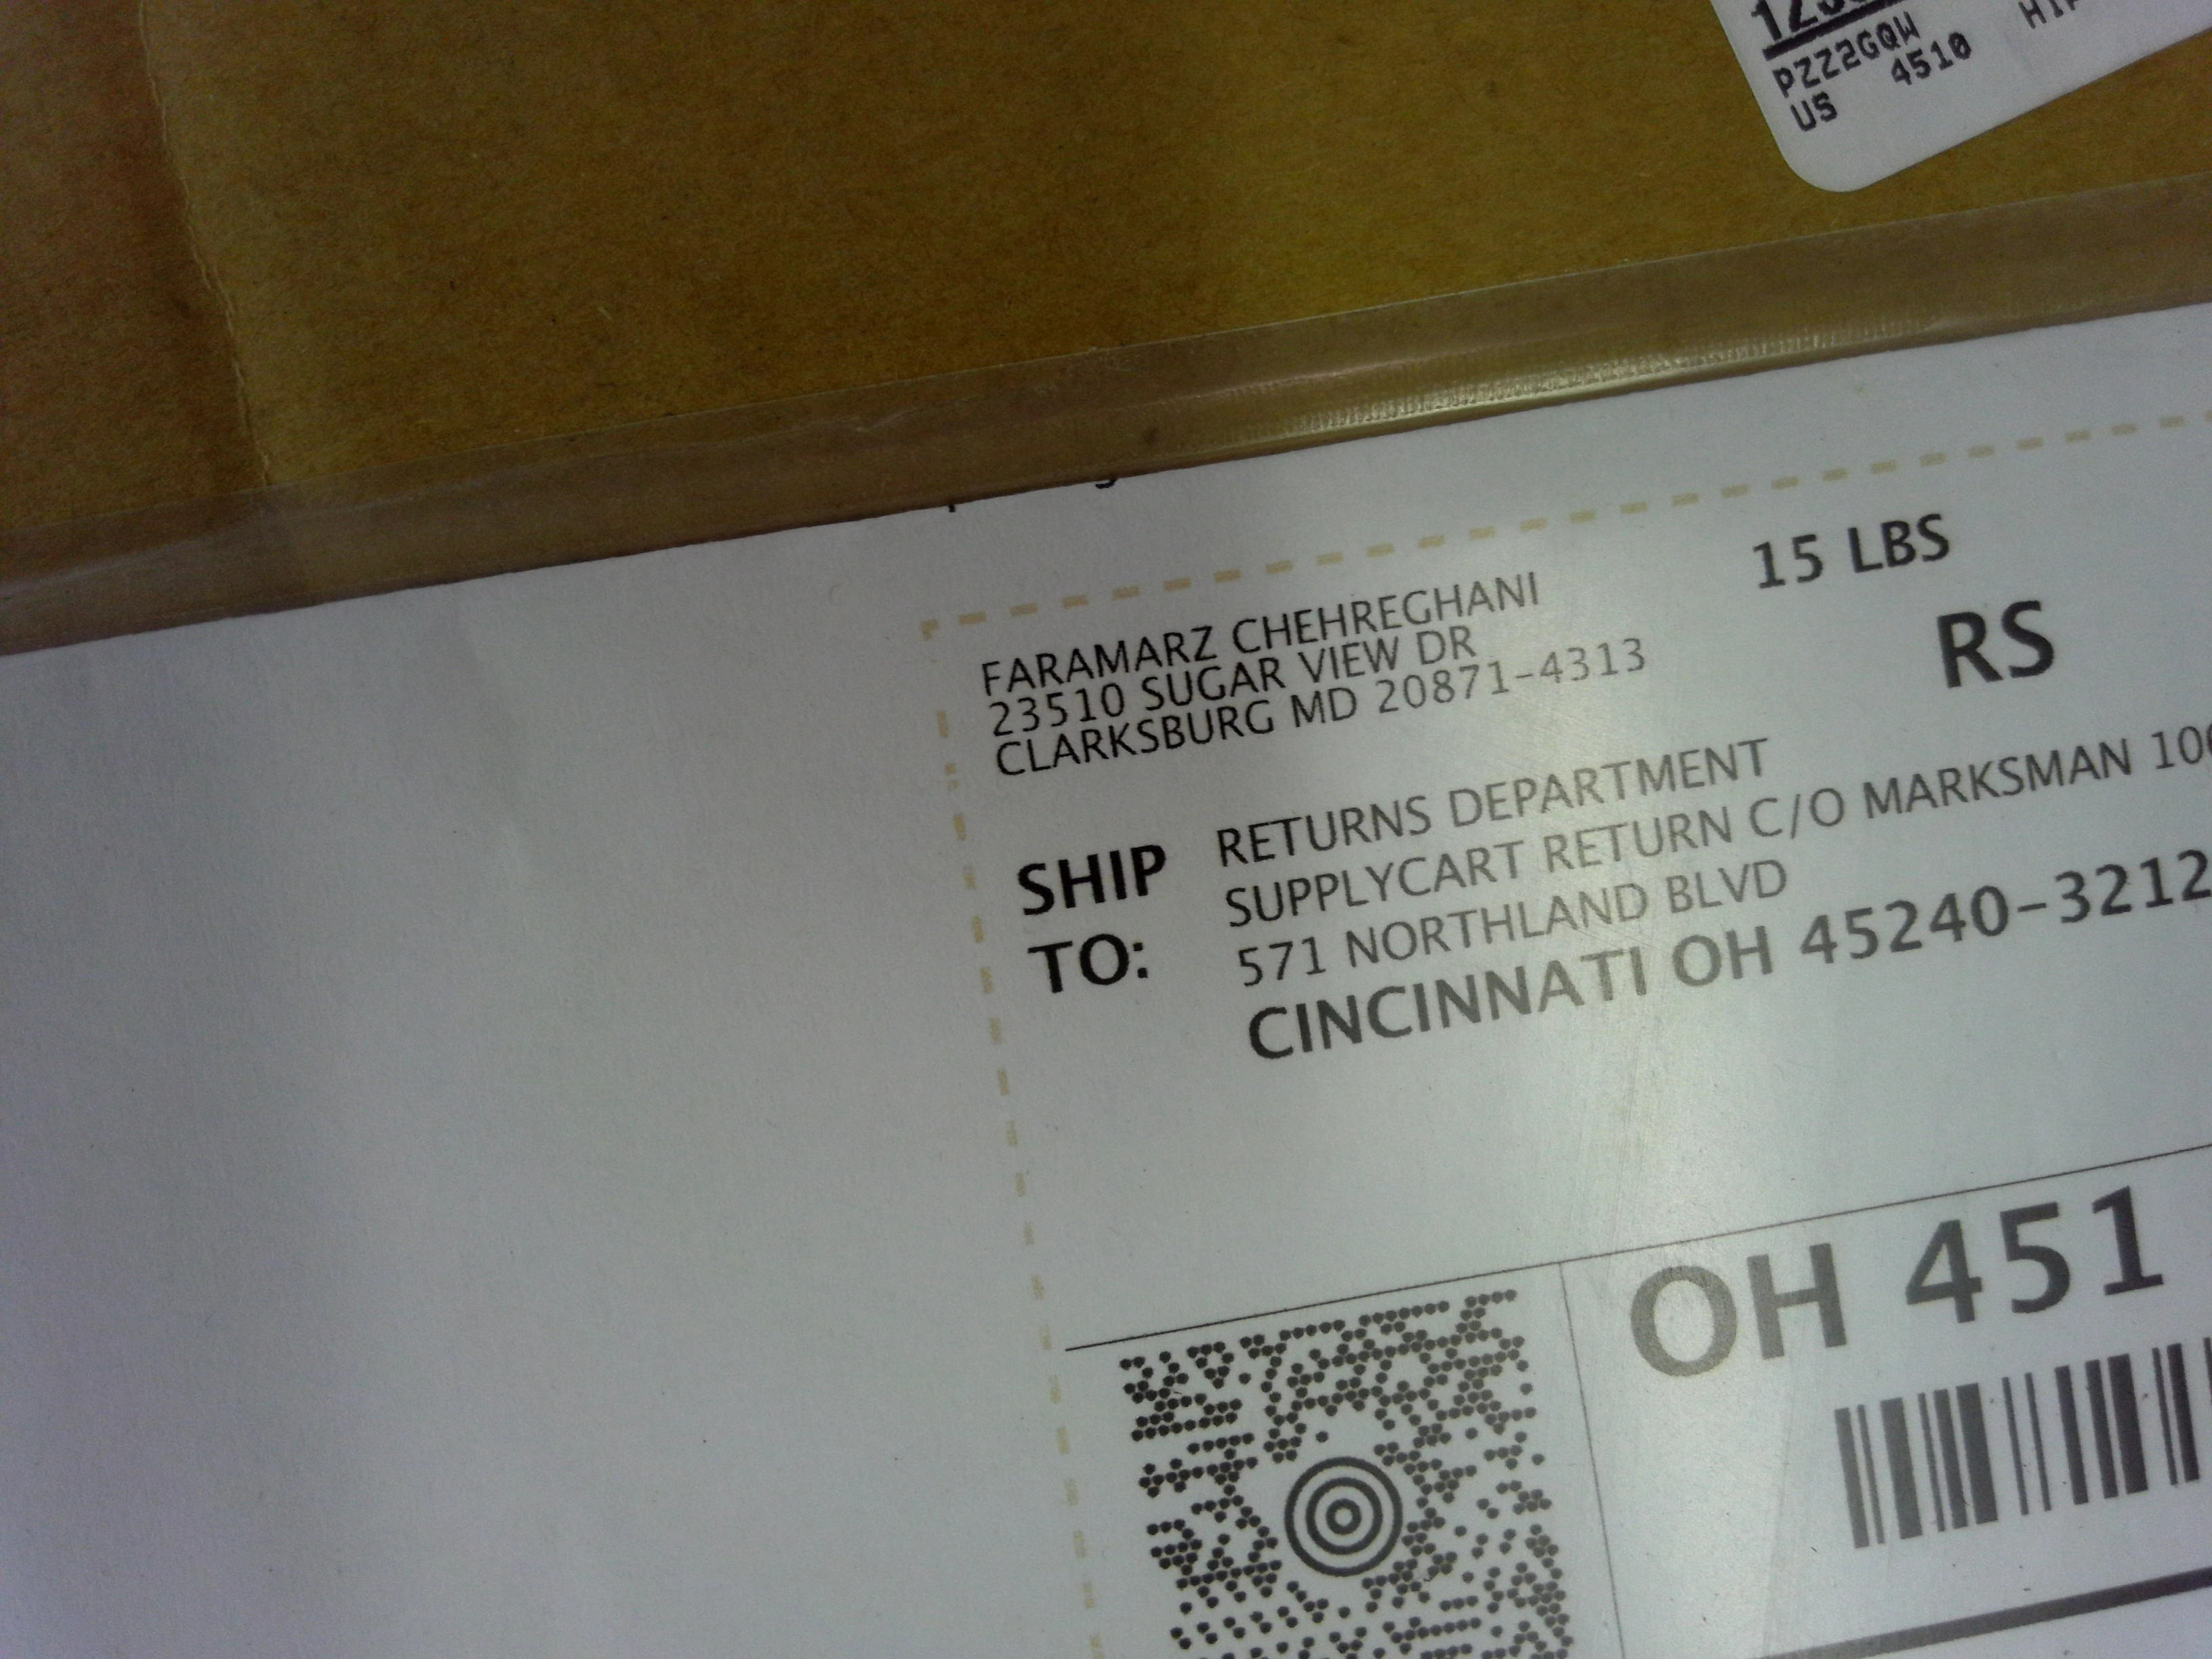 PZZ2GQW
US 4510
15 LBS
RS
FARAMARZ CHEHREGHANI
23510 SUGAR VIEW DR
CLARKSBURG MD 20871-4313
SHIP TO:
RETURNS DEPARTMENT
SUPPLYCART RETURN C/O MARKSMAN
571 NORTHLAND BLVD
CINCINNATI OH 45240-3212
OH 451